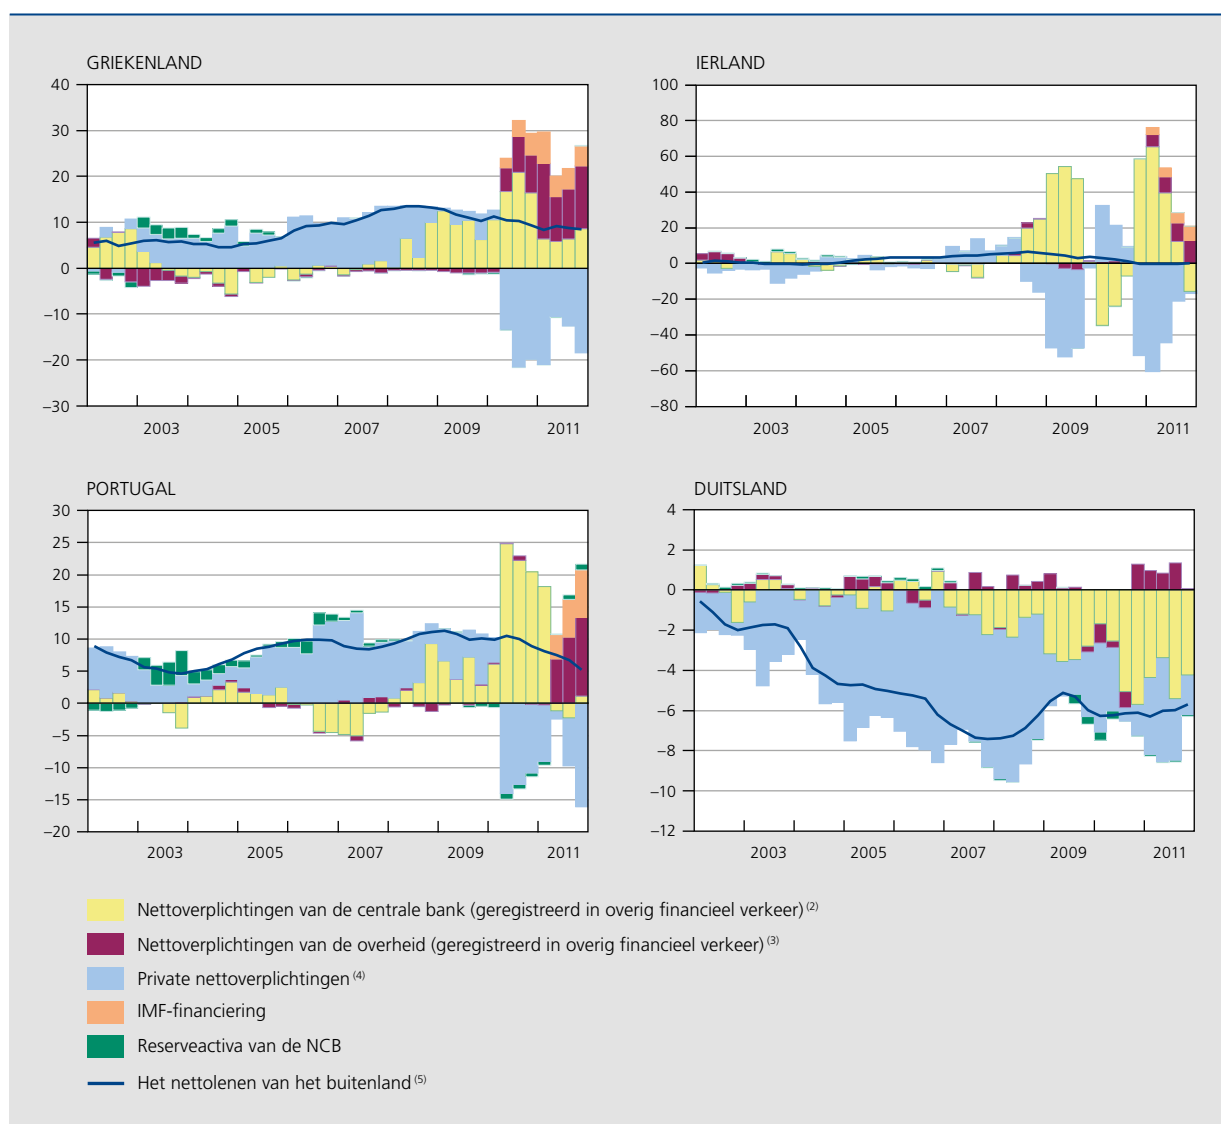 GRIEKENLAND
40
30
20
10
0
−10
−20
−30
2003 2005 2007 2009 2011
IERLAND
100
80
60
40
20
0
−20
−40
−60
−80
2003 2005 2007 2009 2011
PORTUGAL
30
25
20
15
10
5
0
−5
−10
−15
−20
2003 2005 2007 2009 2011
DUITSLAND
4
2
0
−2
−4
−6
−8
−10
−12
2003 2005 2007 2009 2011
Nettoverplichtingen van de centrale bank (geregistreerd in overig financieel verkeer) (2)
Nettoverplichtingen van de overheid (geregistreerd in overig financieel verkeer) (3)
Private nettoverplichtingen (4)
IMF-financiering
Reserveactiva van de NCB
Het nettolenen van het buitenland (5)